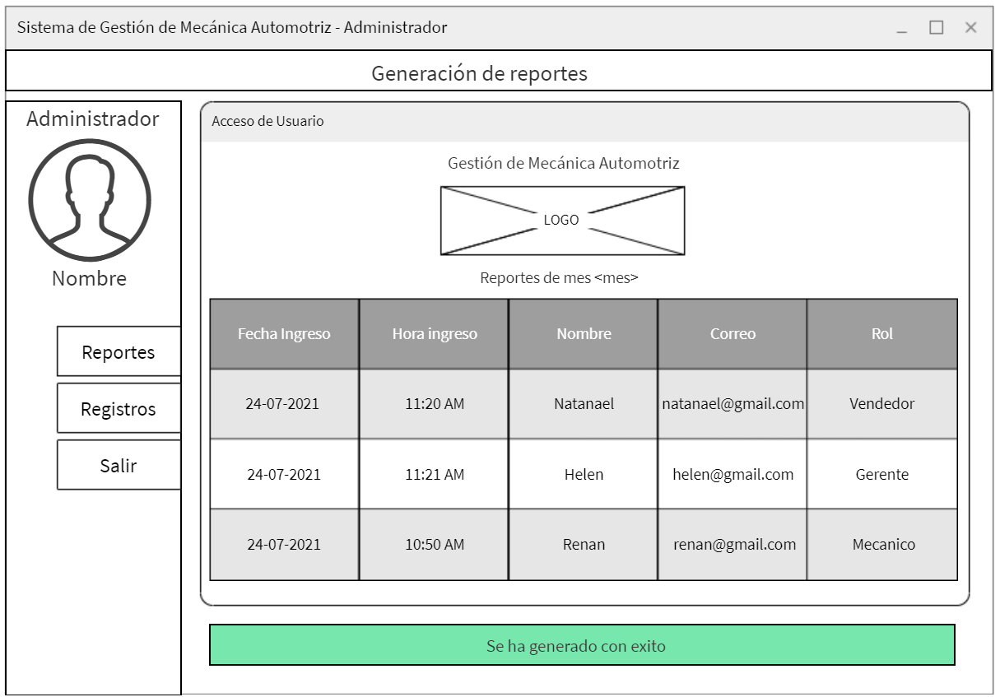 Sistema de Gestión de Mecánica Automotriz - Administrador
Generación de reportes
Administrador
Nombre
Reportes
Registros
Salir
Acceso de Usuario
Gestión de Mecánica Automotriz
LOGO
Reportes de mes <mes>
Fecha Ingreso Hora ingreso Nombre Correo Rol
24-07-2021 11:20 AM Natanael natanael@gmail.com Vendedor
24-07-2021 11:21 AM Helen helen@gmail.com Gerente
24-07-2021 10:50 AM Renan renan@gmail.com Mecanico
Se ha generado con exito